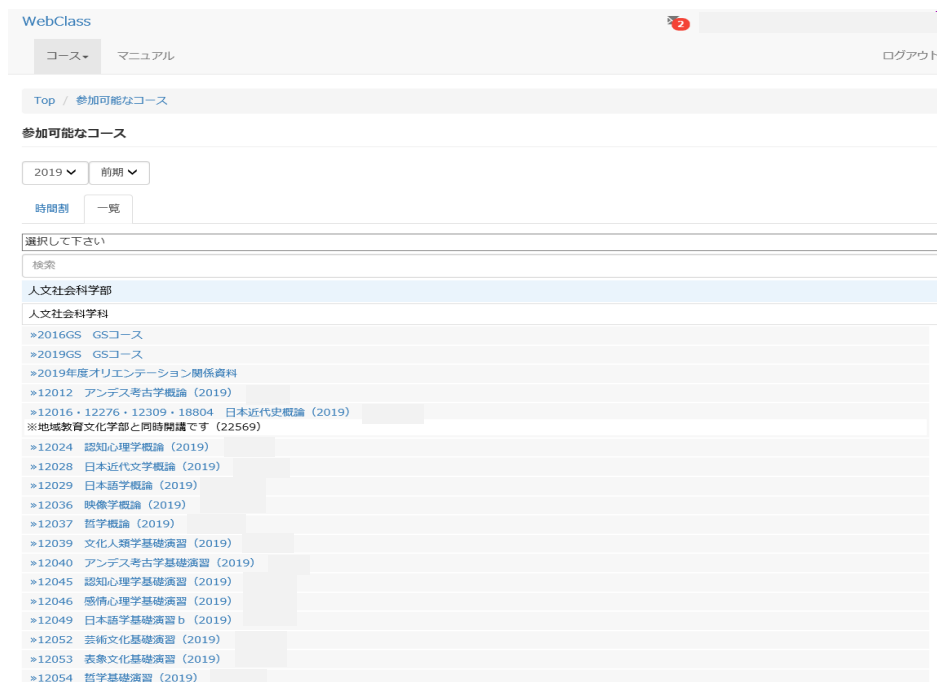 WebClass
2
コース マニュアル ログアウト
Top / 参加可能なコース
参加可能なコース
2019 前期
時間割 一覧
選択して下さい
検索
人文社会科学部
人文社会科学科
»2016GS GSコース
»2019GS GSコース
»2019年度オリエンテーション関係資料
»12012 アンデス考古学概論（2019）
»12016・12276・12309・18804 日本近代史概論（2019）
※地域教育文化学部と同時開講です（22569）
»12024 認知心理学概論（2019）
»12028 日本近代文学概論（2019）
»12029 日本語学概論（2019）
»12036 映像学概論（2019）
»12037 哲学概論（2019）
»12039 文化人類学基礎演習（2019）
»12040 アンデス考古学基礎演習（2019）
»12045 認知心理学基礎演習（2019）
»12046 感情心理学基礎演習（2019）
»12049 日本語学基礎演習ｂ（2019）
»12052 芸術文化基礎演習（2019）
»12053 表象文化基礎演習（2019）
»12054 哲学基礎演習（2019）